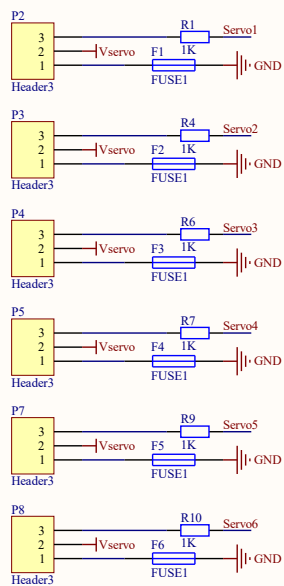 P2
R1
Servo1
3
1K
2
Vservo
F1
1
GND
FUSE1
Header3
P3
R4
Servo2
3
1K
2
Vservo
F2
1
GND
FUSE1
Header3
P4
R6
Servo3
3
1K
2
Vservo
F3
1
GND
FUSE1
Header3
P5
R7
Servo4
3
1K
2
Vservo
F4
1
GND
FUSE1
Header3
P7
R9
Servo5
3
1K
2
Vservo
F5
1
GND
FUSE1
Header3
P8
R10
Servo6
3
1K
2
Vservo
F6
1
GND
FUSE1
Header3